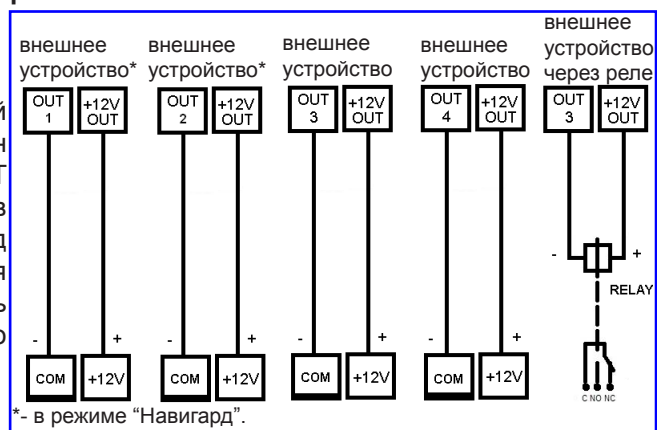 внешнее устройство*
внешнее устройство*
внешнее устройство
внешнее устройство
внешнее устройство через реле
OUT 1 +12V OUT
OUT 2 +12V OUT
OUT 3 +12V OUT
OUT 4 +12V OUT
OUT 3 +12V OUT
- +
RELAY
- +
- +
- +
- +
COM +12V
COM +12V
COM +12V
COM +12V
C NO NC
*- в режиме “Навигард”.